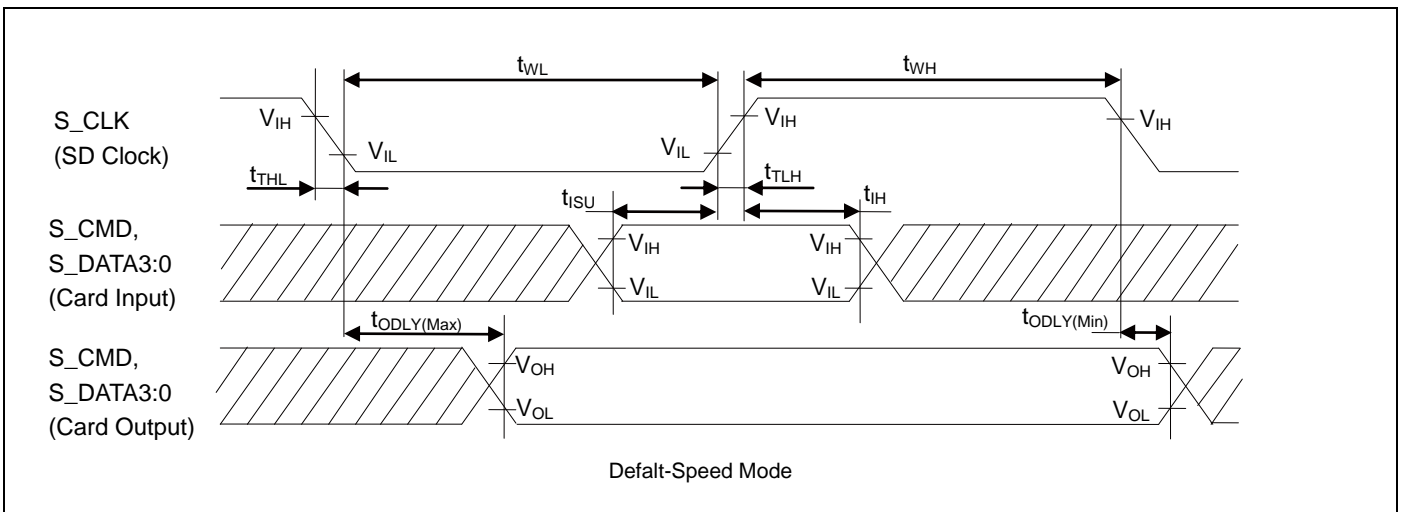 tWL
tWH
S_CLK
(SD Clock)
VIH
VIL
VIL
VIH
VIH
tTHL
tTLH
tISU
tIH
S_CMD,
S_DATA3:0
(Card Input)
VIH
VIL
VIH
VIL
tODLY(Max)
tODLY(Min)
S_CMD,
S_DATA3:0
(Card Output)
VOH
VOL
VOH
VOL
Defalt-Speed Mode